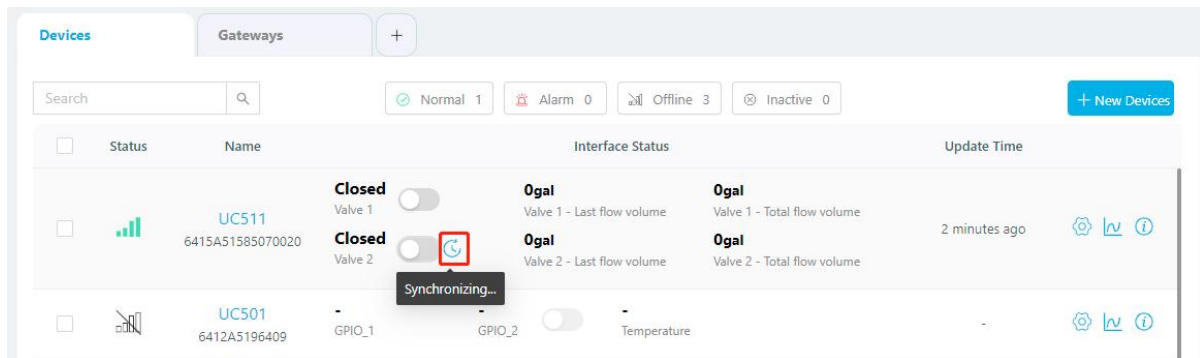 Devices
Gateways
+
Search
Normal 1
Alarm 0
Offline 3
Inactive 0
+ New Devices
Status Name Interface Status Update Time
UC511
6415A51585070020
Closed
Valve 1
Closed
Valve 2
0gal
Valve 1 - Last flow volume
0gal
Valve 2 - Last flow volume
0gal
Valve 1 - Total flow volume
0gal
Valve 2 - Total flow volume
2 minutes ago
Synchronizing...
UC501
6412A5196409
-
GPIO_1
-
GPIO_2
-
Temperature
-